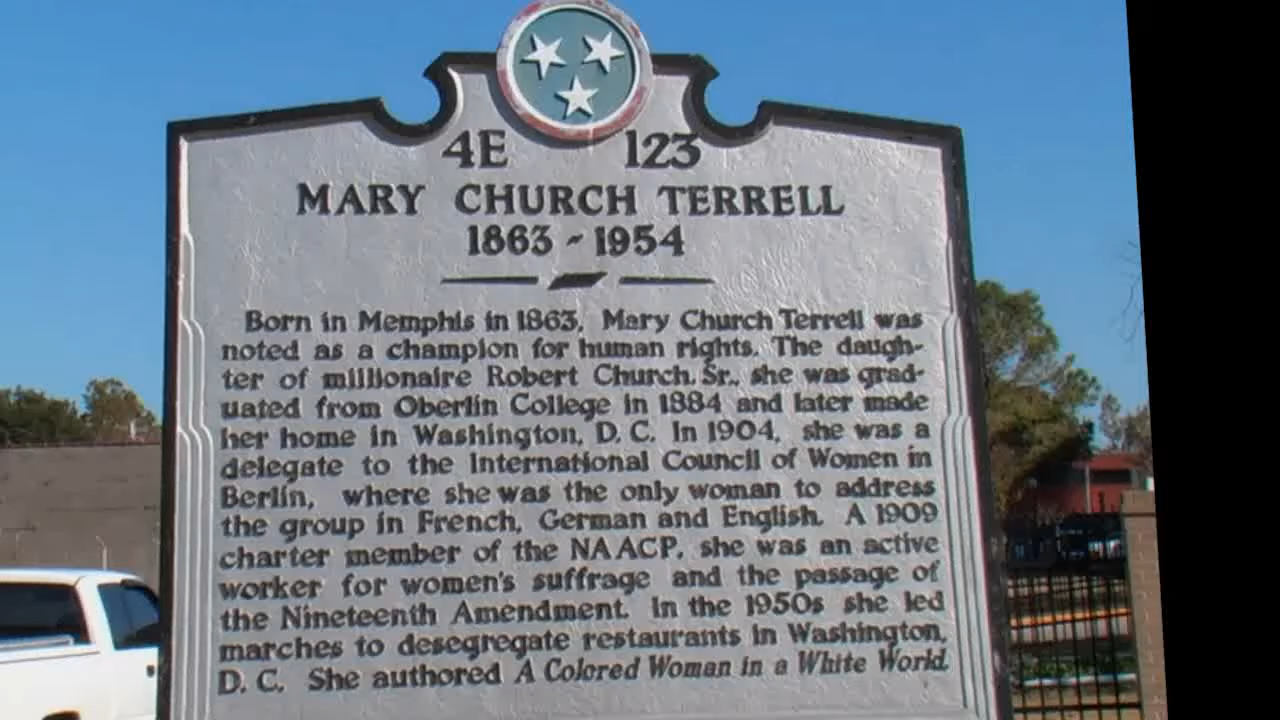 4E 123
MARY CHURCH TERRELL
1863 - 1954
Born in Memphis in 1863, Mary Church Terrell was
noted as a champion for human rights. The daugh-
ter of millionaire Robert Church, Sr., she was grad-
uated from Oberlin College in 1884 and later made
her home in Washington, D. C. In 1904, she was a
delegate to the International Council of Women in
Berlin, where she was the only woman to address
the group in French, German and English. A 1909
charter member of the NAACP, she was an active
worker for women's suffrage and the passage of
the Nineteenth Amendment. In the 1950s she led
marches to desegregate restaurants in Washington,
D. C. She authored A Colored Woman in a White World.